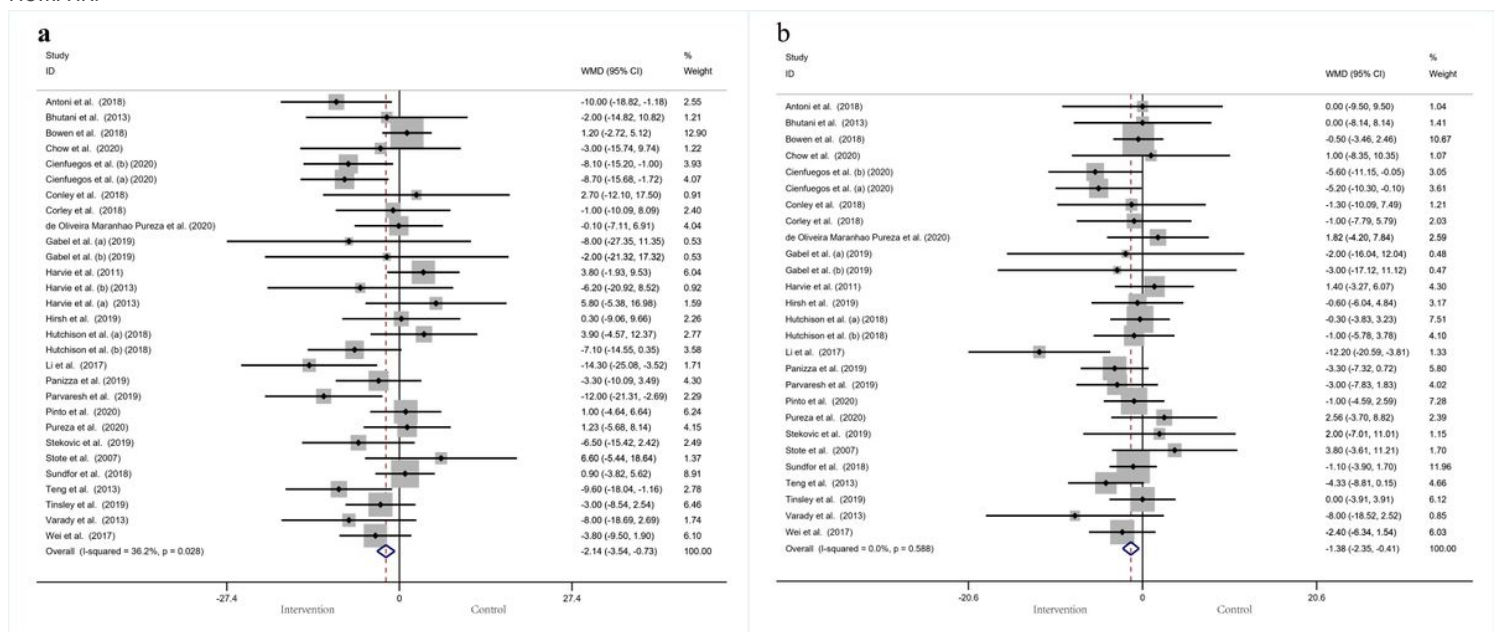 a
Study
%
ID
WMD (95% CI)
Weight
Antoni et al. (2018) -10.00 (-18.82, -1.18) 2.55
Bhutani et al. (2013) -2.00 (-14.82, 10.82) 1.21
Bowen et al. (2018) 1.20 (-2.72, 5.12) 12.90
Chow et al. (2020) -3.00 (-15.74, 9.74) 1.22
Cienfuegos et al. (b) (2020) -8.10 (-15.20, -1.00) 3.93
Cienfuegos et al. (a) (2020) -8.70 (-15.68, -1.72) 4.07
Conley et al. (2018) 2.70 (-12.10, 17.50) 0.91
Corley et al. (2018) -1.00 (-10.09, 8.09) 2.40
de Oliveira Maranhao Pureza et al. (2020) -0.10 (-7.11, 6.91) 4.04
Gabel et al. (a) (2019) -8.00 (-27.35, 11.35) 0.53
Gabel et al. (b) (2019) -2.00 (-21.32, 17.32) 0.53
Harvie et al. (2011) 3.80 (-1.93, 9.53) 6.04
Harvie et al. (b) (2013) -6.20 (-20.92, 8.52) 0.92
Harvie et al. (a) (2013) 5.80 (-5.38, 16.98) 1.59
Hirsh et al. (2019) 0.30 (-9.06, 9.66) 2.26
Hutchison et al. (a) (2018) 3.90 (-4.57, 12.37) 2.77
Hutchison et al. (b) (2018) -7.10 (-14.55, 0.35) 3.58
Li et al. (2017) -14.30 (-25.08, -3.52) 1.71
Panizza et al. (2019) -3.30 (-10.09, 3.49) 4.30
Parvaresh et al. (2019) -12.00 (-21.31, -2.69) 2.29
Pinto et al. (2020) 1.00 (-4.64, 6.64) 6.24
Pureza et al. (2020) 1.23 (-5.68, 8.14) 4.15
Stekovic et al. (2019) -6.50 (-15.42, 2.42) 2.49
Stote et al. (2007) 6.60 (-5.44, 18.64) 1.37
Sundfor et al. (2018) 0.90 (-3.82, 5.62) 8.91
Teng et al. (2013) -9.60 (-18.04, -1.16) 2.78
Tinsley et al. (2019) -3.00 (-8.54, 2.54) 6.46
Varady et al. (2013) -8.00 (-18.69, 2.69) 1.74
Wei et al. (2017) -3.80 (-9.50, 1.90) 6.10
Overall (I-squared = 36.2%, p = 0.028) -2.14 (-3.54, -0.73) 100.00
-27.4 0 27.4
Intervention Control
b
Study
%
ID
WMD (95% CI)
Weight
Antoni et al. (2018) 0.00 (-9.50, 9.50) 1.04
Bhutani et al. (2013) 0.00 (-8.14, 8.14) 1.41
Bowen et al. (2018) -0.50 (-3.46, 2.46) 10.67
Chow et al. (2020) 1.00 (-8.35, 10.35) 1.07
Cienfuegos et al. (b) (2020) -5.60 (-11.15, -0.05) 3.05
Cienfuegos et al. (a) (2020) -5.20 (-10.30, -0.10) 3.61
Conley et al. (2018) -1.30 (-10.09, 7.49) 1.21
Corley et al. (2018) -1.00 (-7.79, 5.79) 2.03
de Oliveira Maranhao Pureza et al. (2020) 1.82 (-4.20, 7.84) 2.59
Gabel et al. (a) (2019) -2.00 (-16.04, 12.04) 0.48
Gabel et al. (b) (2019) -3.00 (-17.12, 11.12) 0.47
Harvie et al. (2011) 1.40 (-3.27, 6.07) 4.30
Hirsh et al. (2019) -0.60 (-6.04, 4.84) 3.17
Hutchison et al. (a) (2018) -0.30 (-3.83, 3.23) 7.51
Hutchison et al. (b) (2018) -1.00 (-5.78, 3.78) 4.10
Li et al. (2017) -12.20 (-20.59, -3.81) 1.33
Panizza et al. (2019) -3.30 (-7.32, 0.72) 5.80
Parvaresh et al. (2019) -3.00 (-7.83, 1.83) 4.02
Pinto et al. (2020) -1.00 (-4.59, 2.59) 7.28
Pureza et al. (2020) 2.56 (-3.70, 8.82) 2.39
Stekovic et al. (2019) 2.00 (-7.01, 11.01) 1.15
Stote et al. (2007) 3.80 (-3.61, 11.21) 1.70
Sundfor et al. (2018) -1.10 (-3.90, 1.70) 11.96
Teng et al. (2013) -4.33 (-8.81, 0.15) 4.66
Tinsley et al. (2019) 0.00 (-3.91, 3.91) 6.12
Varady et al. (2013) -8.00 (-18.52, 2.52) 0.85
Wei et al. (2017) -2.40 (-6.34, 1.54) 6.03
Overall (I-squared = 0.0%, p = 0.588) -1.38 (-2.35, -0.41) 100.00
-20.6 0 20.6
Intervention Control